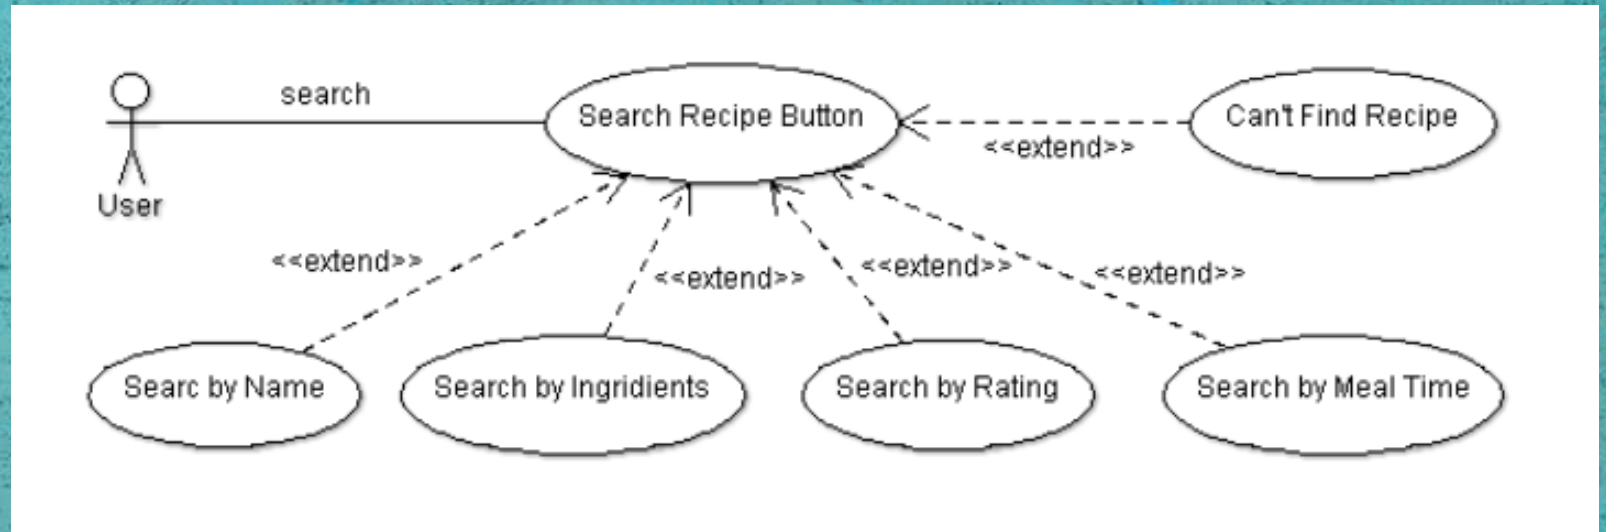 search
Search Recipe Button
Can't Find Recipe
<<extend>>
User
<<extend>>
<<extend>>
<<extend>>
<<extend>>
Searc by Name
Search by Ingridients
Search by Rating
Search by Meal Time